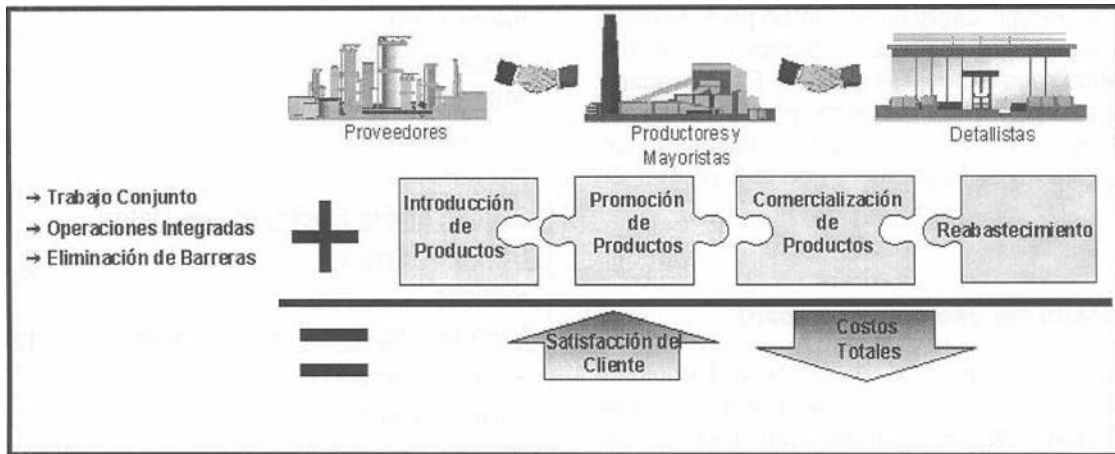 Proveedores
Productores y
Mayoristas
Detallistas
→ Trabajo Conjunto
→ Operaciones Integradas
→ Eliminación de Barreras
Introducción
de
Productos
Promoción
de
Productos
Comercialización
de
Productos
Reabastecimiento
Satisfacción del
Cliente
Costos
Totales